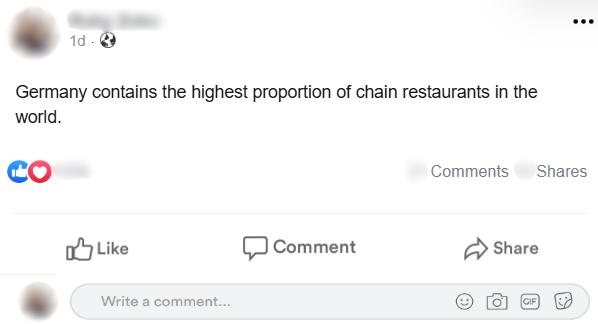 1d ·
Germany contains the highest proportion of chain restaurants in the
world.
Comments Shares
Like Comment Share
Write a comment... GIF